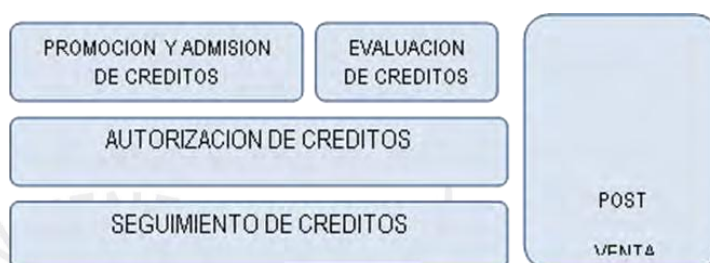 PROMOCION Y ADMISION
DE CREDITOS
EVALUACION
DE CREDITOS
AUTORIZACION DE CREDITOS
SEGUIMIENTO DE CREDITOS
POST
VENTA